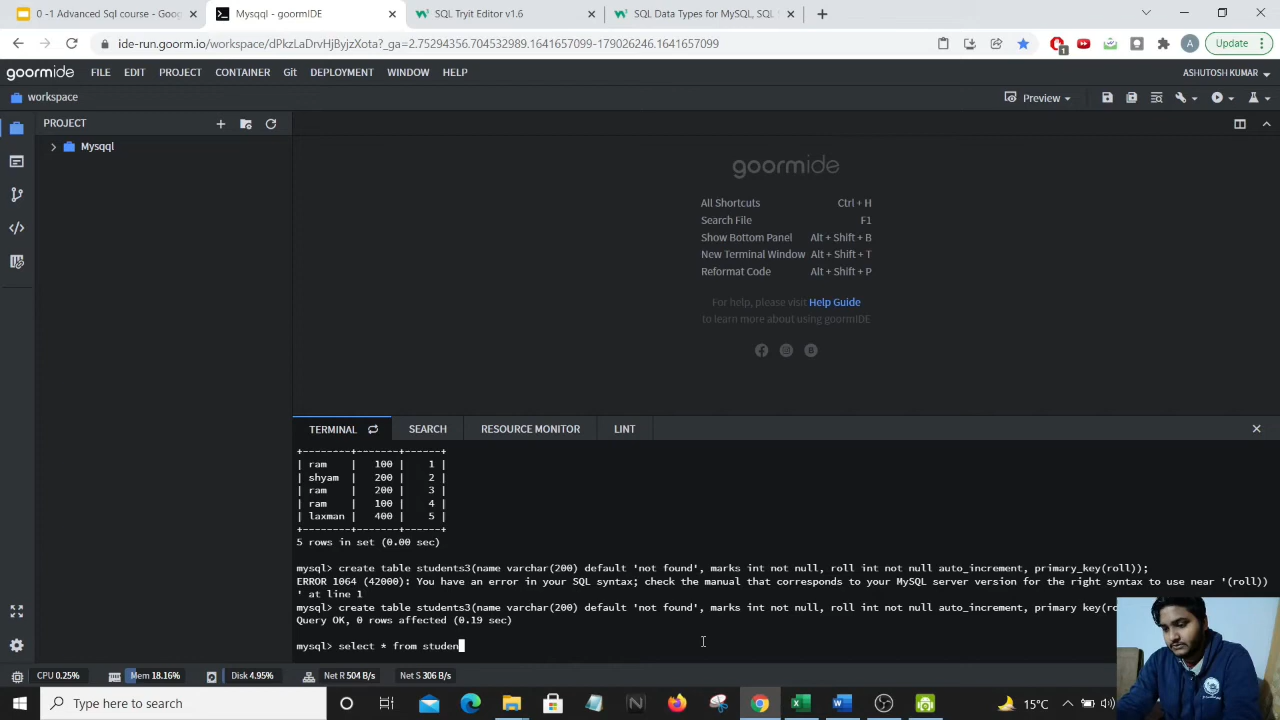 0 -1 Advanced Sql course - Goog
Mysqql - goormIDE
SQL Tryit Editor v1.6
SQL Data Types for MySQL, SQL
ide-run.goorm.io/workspace/dPkzLaDrvHjByjsXota?_ga=2.75204356.704532989.1641657099-179026246.1641657099
1
A
Update
goormide
FILE EDIT PROJECT CONTAINER Git DEPLOYMENT WINDOW HELP
ASHUTOSH KUMAR
workspace
Preview
PROJECT
Mysqql
goormide
All Shortcuts Ctrl + H
Search File F1
Show Bottom Panel Alt + Shift + B
New Terminal Window Alt + Shift + T
Reformat Code Alt + Shift + P
For help, please visit Help Guide
to learn more about using goormIDE
TERMINAL SEARCH RESOURCE MONITOR LINT
+--------+-------+------+
| ram | 100 | 1 |
| shyam | 200 | 2 |
| ram | 200 | 3 |
| ram | 100 | 4 |
| laxman | 400 | 5 |
+--------+-------+------+
5 rows in set (0.00 sec)
mysql> create table students3(name varchar(200) default 'not found', marks int not null, roll int not null auto_increment, primary_key(roll));
ERROR 1064 (42000): You have an error in your SQL syntax; check the manual that corresponds to your MySQL server version for the right syntax to use near '(roll))
' at line 1
mysql> create table students3(name varchar(200) default 'not found', marks int not null, roll int not null auto_increment, primary key(ro
Query OK, 0 rows affected (0.19 sec)
mysql> select * from studen
CPU 0.25% Mem 18.16% Disk 4.95% Net R 504 B/s Net S 306 B/s
Type here to search
15°C